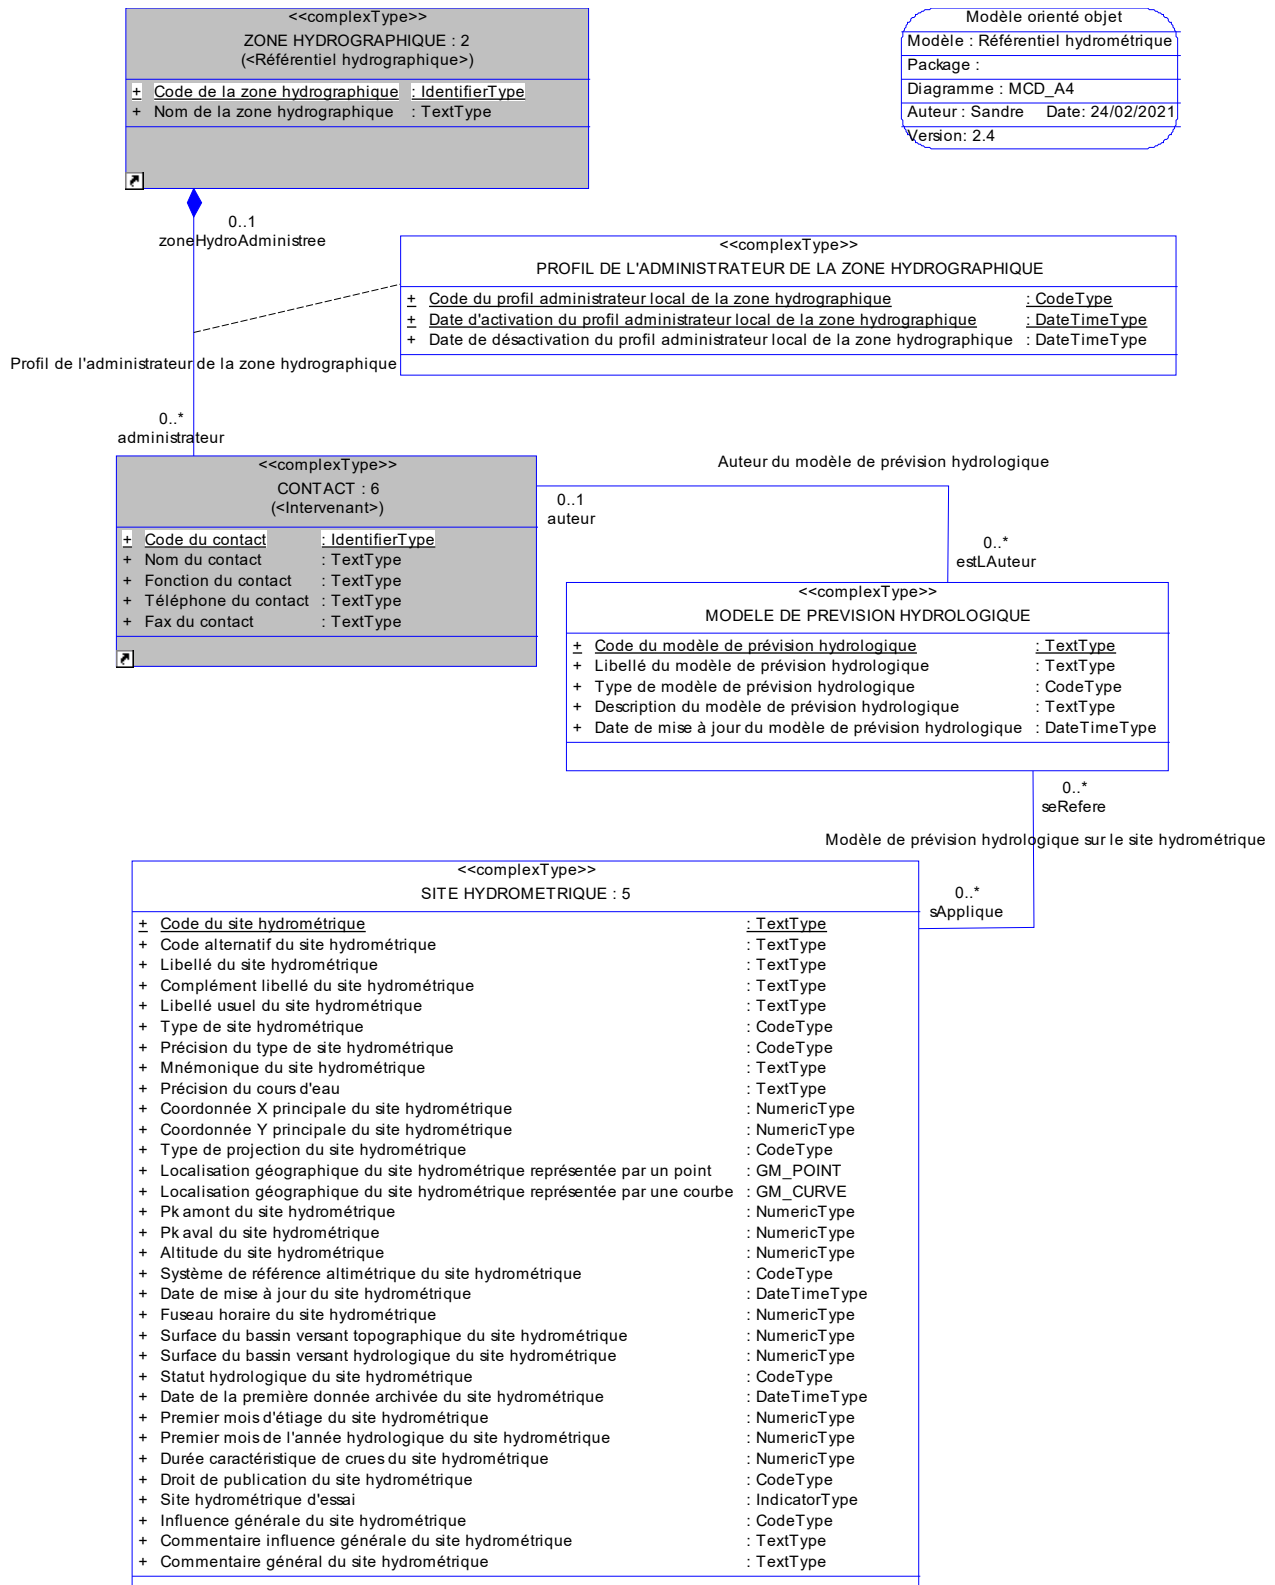 <<complexType>>
ZONE HYDROGRAPHIQUE : 2
(<Référentiel hydrographique>)
+ Code de la zone hydrographique : IdentifierType
+ Nom de la zone hydrographique : TextType
Modèle orienté objet
Modèle : Référentiel hydrométrique
Package :
Diagramme : MCD_A4
Auteur : Sandre Date: 24/02/2021
Version: 2.4
0..1
zoneHydroAdministree
<<complexType>>
PROFIL DE L'ADMINISTRATEUR DE LA ZONE HYDROGRAPHIQUE
+ Code du profil administrateur local de la zone hydrographique : CodeType
+ Date d'activation du profil administrateur local de la zone hydrographique : DateTimeType
+ Date de désactivation du profil administrateur local de la zone hydrographique : DateTimeType
Profil de l'administrateur de la zone hydrographique
0..*
administrateur
<<complexType>>
CONTACT : 6
(<Intervenant>)
+ Code du contact : IdentifierType
+ Nom du contact : TextType
+ Fonction du contact : TextType
+ Téléphone du contact : TextType
+ Fax du contact : TextType
Auteur du modèle de prévision hydrologique
0..1
auteur
0..*
estLAuteur
<<complexType>>
MODELE DE PREVISION HYDROLOGIQUE
+ Code du modèle de prévision hydrologique : TextType
+ Libellé du modèle de prévision hydrologique : TextType
+ Type de modèle de prévision hydrologique : CodeType
+ Description du modèle de prévision hydrologique : TextType
+ Date de mise à jour du modèle de prévision hydrologique : DateTimeType
0..*
seRefere
Modèle de prévision hydrologique sur le site hydrométrique
0..*
sApplique
<<complexType>>
SITE HYDROMETRIQUE : 5
+ Code du site hydrométrique : TextType
+ Code alternatif du site hydrométrique : TextType
+ Libellé du site hydrométrique : TextType
+ Complément libellé du site hydrométrique : TextType
+ Libellé usuel du site hydrométrique : TextType
+ Type de site hydrométrique : CodeType
+ Précision du type de site hydrométrique : CodeType
+ Mnémonique du site hydrométrique : TextType
+ Précision du cours d'eau : TextType
+ Coordonnée X principale du site hydrométrique : NumericType
+ Coordonnée Y principale du site hydrométrique : NumericType
+ Type de projection du site hydrométrique : CodeType
+ Localisation géographique du site hydrométrique représentée par un point : GM_POINT
+ Localisation géographique du site hydrométrique représentée par une courbe : GM_CURVE
+ Pk amont du site hydrométrique : NumericType
+ Pk aval du site hydrométrique : NumericType
+ Altitude du site hydrométrique : NumericType
+ Système de référence altimétrique du site hydrométrique : CodeType
+ Date de mise à jour du site hydrométrique : DateTimeType
+ Fuseau horaire du site hydrométrique : NumericType
+ Surface du bassin versant topographique du site hydrométrique : NumericType
+ Surface du bassin versant hydrologique du site hydrométrique : NumericType
+ Statut hydrologique du site hydrométrique : CodeType
+ Date de la première donnée archivée du site hydrométrique : DateTimeType
+ Premier mois d'étiage du site hydrométrique : NumericType
+ Premier mois de l'année hydrologique du site hydrométrique : NumericType
+ Durée caractéristique de crues du site hydrométrique : NumericType
+ Droit de publication du site hydrométrique : CodeType
+ Site hydrométrique d'essai : IndicatorType
+ Influence générale du site hydrométrique : CodeType
+ Commentaire influence générale du site hydrométrique : TextType
+ Commentaire général du site hydrométrique : TextType